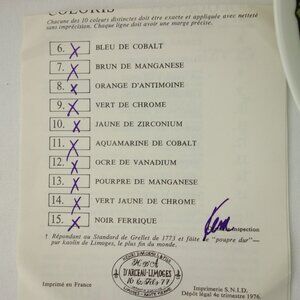 COLORIS
Chacune des 10 coleurs distinctes doit être exacte et appliquée avec netteté
sans imprécision. Chaque ligne doit avoir une marge précise.
6. X BLEU DE COBALT
7. X BRUN DE MANGANESE
8. X ORANGE D'ANTIMOINE
9. X VERT DE CHROME
10. X JAUNE DE ZIRCONIUM
11. X AQUAMARINE DE COBALT
12. X OCRE DE VANADIUM
13. X POURPRE DE MANGANESE
14. X VERT JAUNE DE CHROME
15. X NOIR FERRIQUE
Inspection
† Répondant au Standard de Grellet de 1773 et faite de "poupre dur"—
pur kaolin de Limoges, le plus fin du monde.
D'ARCEAU-LIMOGES
Imprimé en France
Imprimerie S.N.I.D.
Dépôt légal 4e trimestre 1976